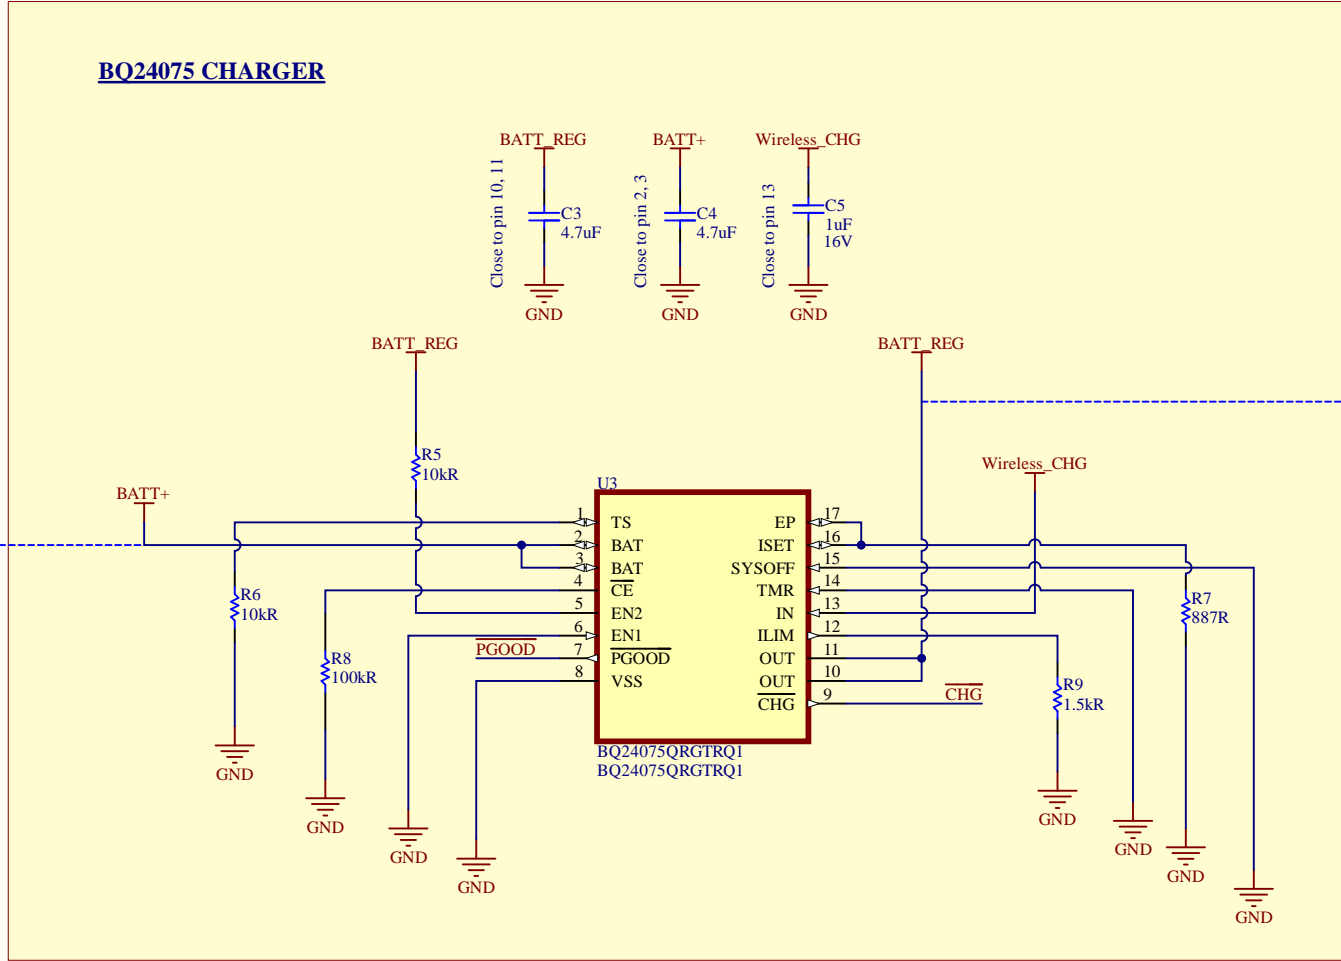 BQ24075 CHARGER
BATT_REG
BATT+
Wireless_CHG
Close to pin 10, 11
C3
4.7uF
GND
Close to pin 2, 3
C4
4.7uF
GND
Close to pin 13
C5
1uF
16V
GND
BATT_REG
BATT_REG
R5
10kR
Wireless_CHG
BATT+
U3
1 TS
2 BAT
3 BAT
4 CE
5 EN2
6 EN1
7 PGOOD
8 VSS
EP 17
ISET 16
SYSOFF 15
TMR 14
IN 13
ILIM 12
OUT 11
OUT 10
CHG 9
PGOOD
CHG
R6
10kR
R8
100kR
R7
887R
R9
1.5kR
BQ24075QRGTRQ1
BQ24075QRGTRQ1
GND
GND
GND
GND
GND
GND
GND
GND